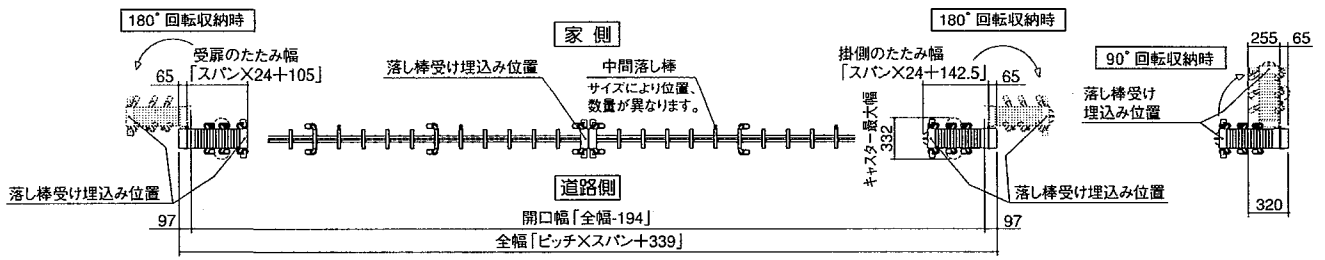 180°回転収納時
受扉のたたみ幅
「スパン×24+105」
65
落し棒受け埋込み位置
97
家側
落し棒受け埋込み位置
中間落し棒
サイズにより位置、
数量が異なります。
道路側
開口幅「全幅-194」
全幅「ピッチ×スパン+339」
180°回転収納時
掛側のたたみ幅
「スパン×24+142.5」
65
キャスター最大幅
332
落し棒受け埋込み位置
97
255
65
90°回転収納時
落し棒受け
埋込み位置
320